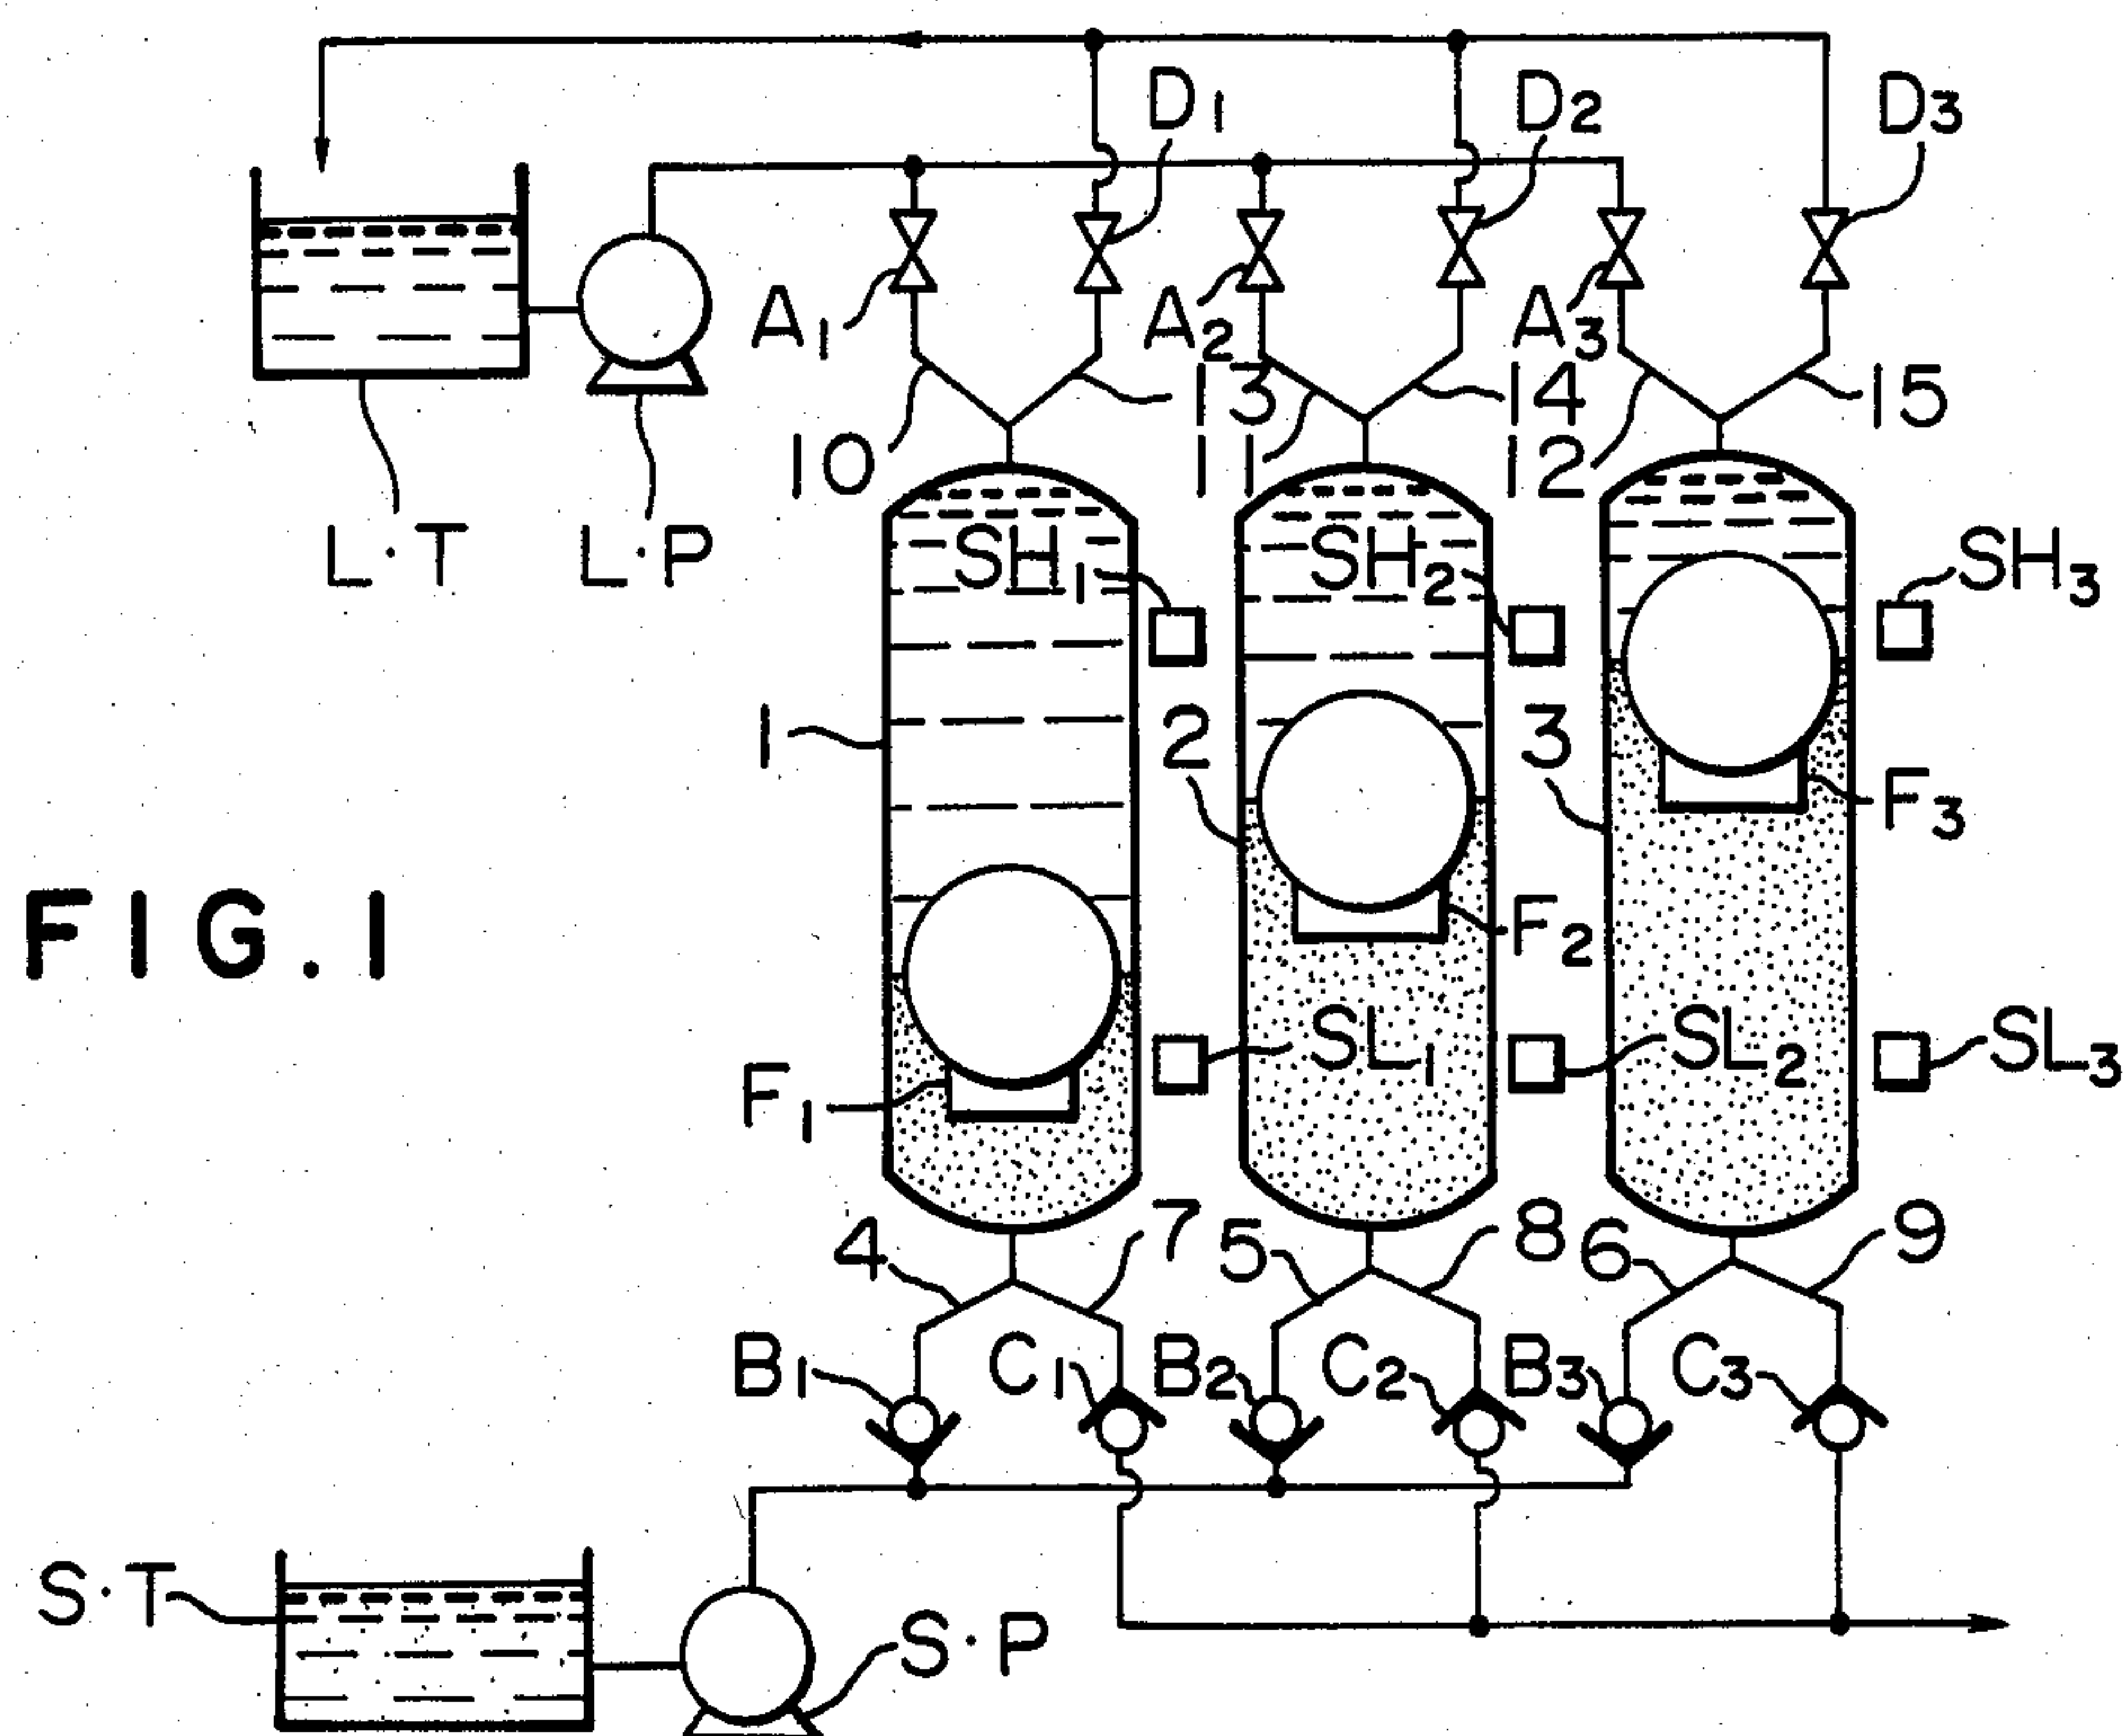 D1 D2 D3
A1 A2 A3
13 14 15
10 11 12
L·T L·P
SH1 SH2 SH3
1 2 3
F3
FIG.1
F2
SL1 SL2 SL3
F1
4 7 5 8 6 9
B1 C1 B2 C2 B3 C3
S·T
S·P